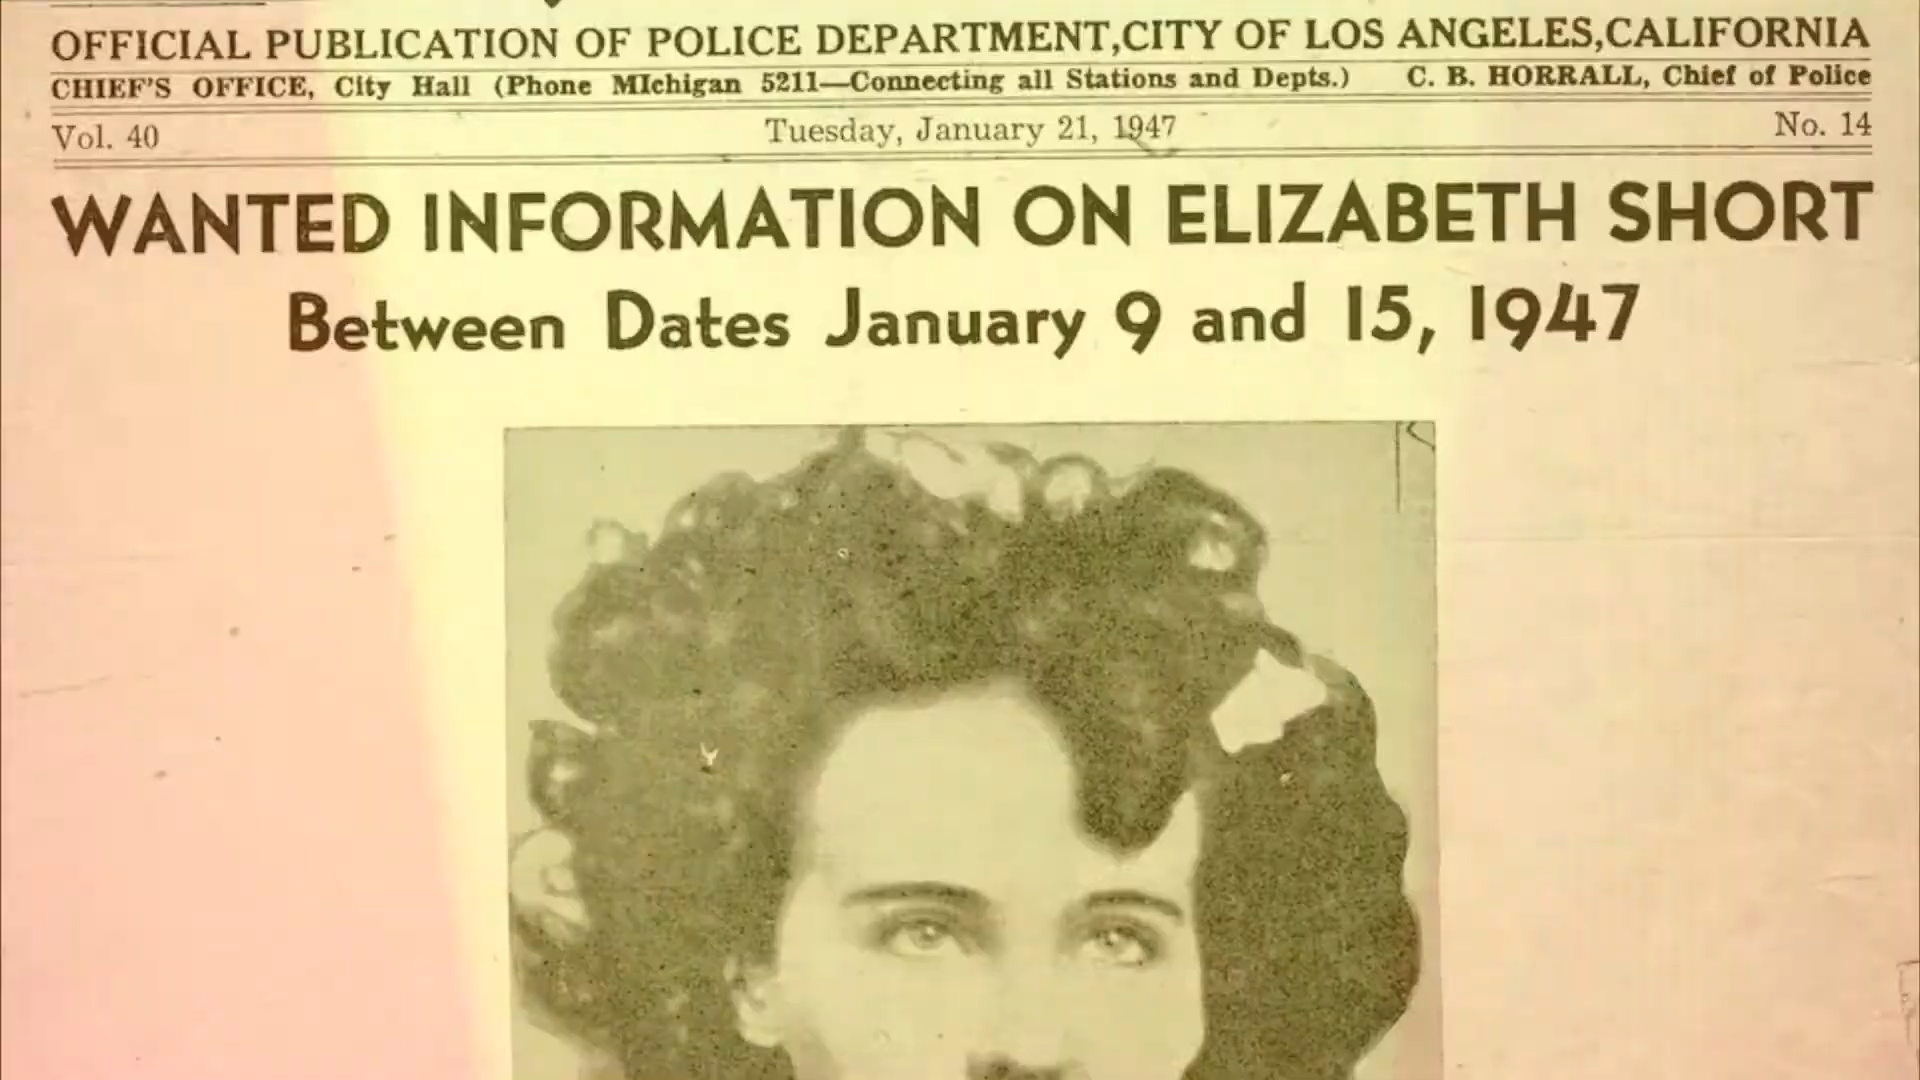 OFFICIAL PUBLICATION OF POLICE DEPARTMENT,CITY OF LOS ANGELES,CALIFORNIA
CHIEF'S OFFICE, City Hall (Phone MIchigan 5211—Connecting all Stations and Depts.) C. B. HORRALL, Chief of Police
Vol. 40 Tuesday, January 21, 1947 No. 14
WANTED INFORMATION ON ELIZABETH SHORT
Between Dates January 9 and 15, 1947